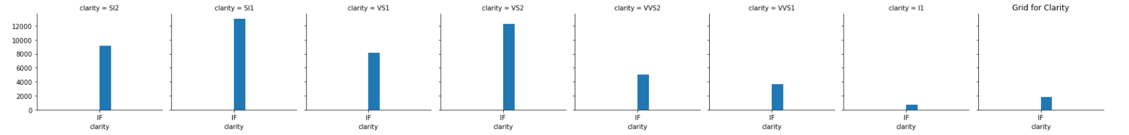 clarity = SI2
clarity = SI1
clarity = VS1
clarity = VS2
clarity = VVS2
clarity = VVS1
clarity = I1
Grid for Clarity
12000
10000
8000
6000
4000
2000
0
IF
IF
IF
IF
IF
IF
IF
IF
clarity
clarity
clarity
clarity
clarity
clarity
clarity
clarity